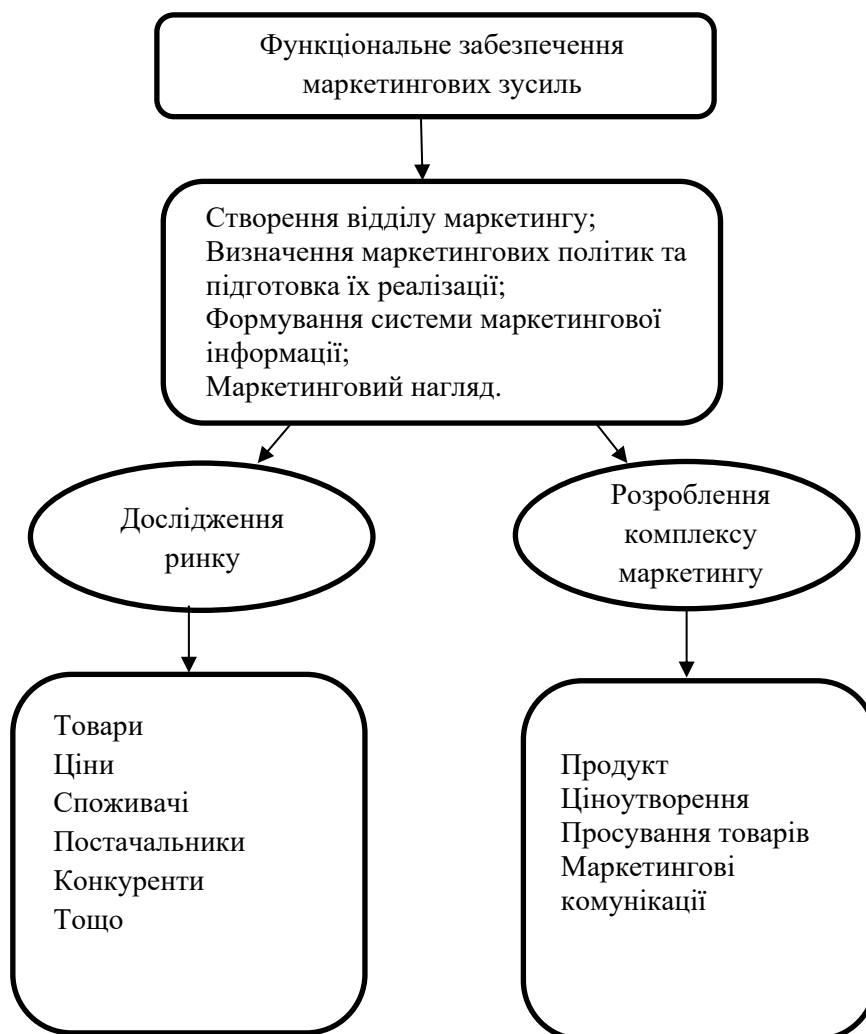 Функціональне забезпечення
маркетингових зусиль
Створення відділу маркетингу;
Визначення маркетингових політик та
підготовка їх реалізації;
Формування системи маркетингової
інформації;
Маркетинговий нагляд.
Дослідження
ринку
Розроблення
комплексу
маркетингу
Товари
Ціни
Споживачі
Постачальники
Конкуренти
Тощо
Продукт
Ціноутворення
Просування товарів
Маркетингові
комунікації